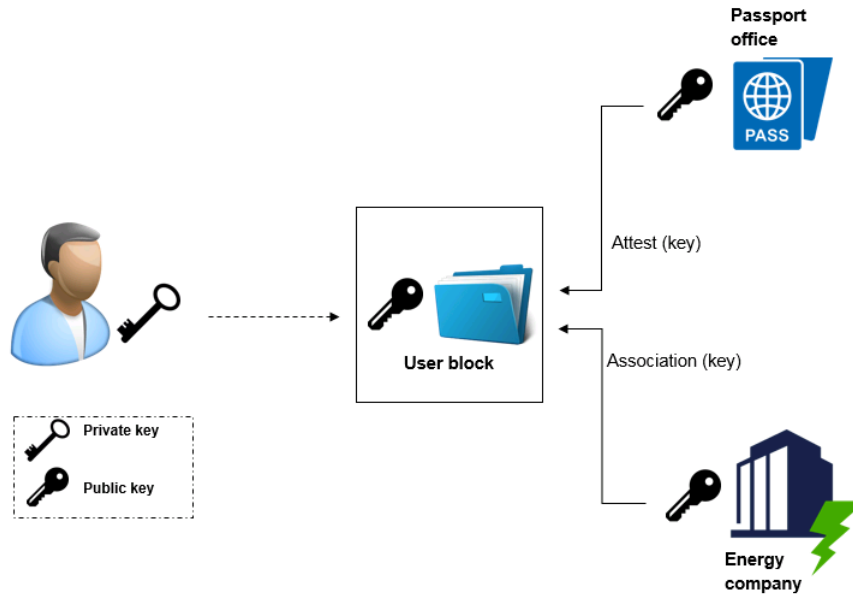 Passport
office
PASS
Attest (key)
User block
Association (key)
Private key
Public key
Energy
company